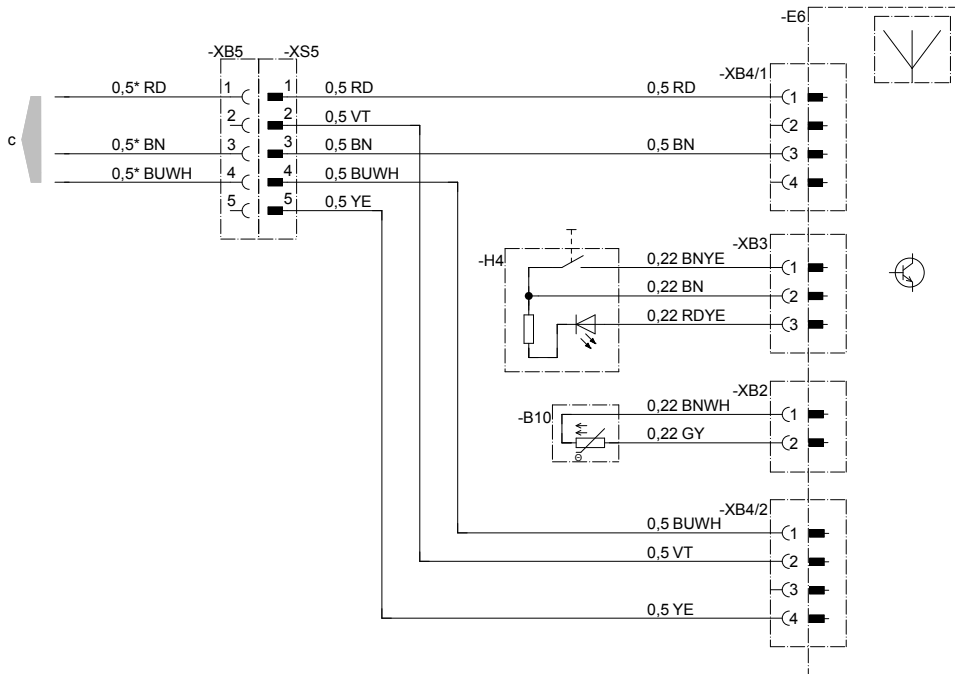 -E6
-XB5 -XS5
-XB4/1
0,5* RD 1 1 0,5 RD 0,5 RD 1
2 2 0,5 VT 2
c
0,5* BN 3 3 0,5 BN 0,5 BN 3
0,5* BUWH 4 4 0,5 BUWH 4
5 5 0,5 YE
-XB3
-H4 0,22 BNYE 1
0,22 BN 2
0,22 RDYE 3
-XB2
-B10 0,22 BNWH 1
0,22 GY 2
Θ
-XB4/2
0,5 BUWH 1
0,5 VT 2
3
0,5 YE 4